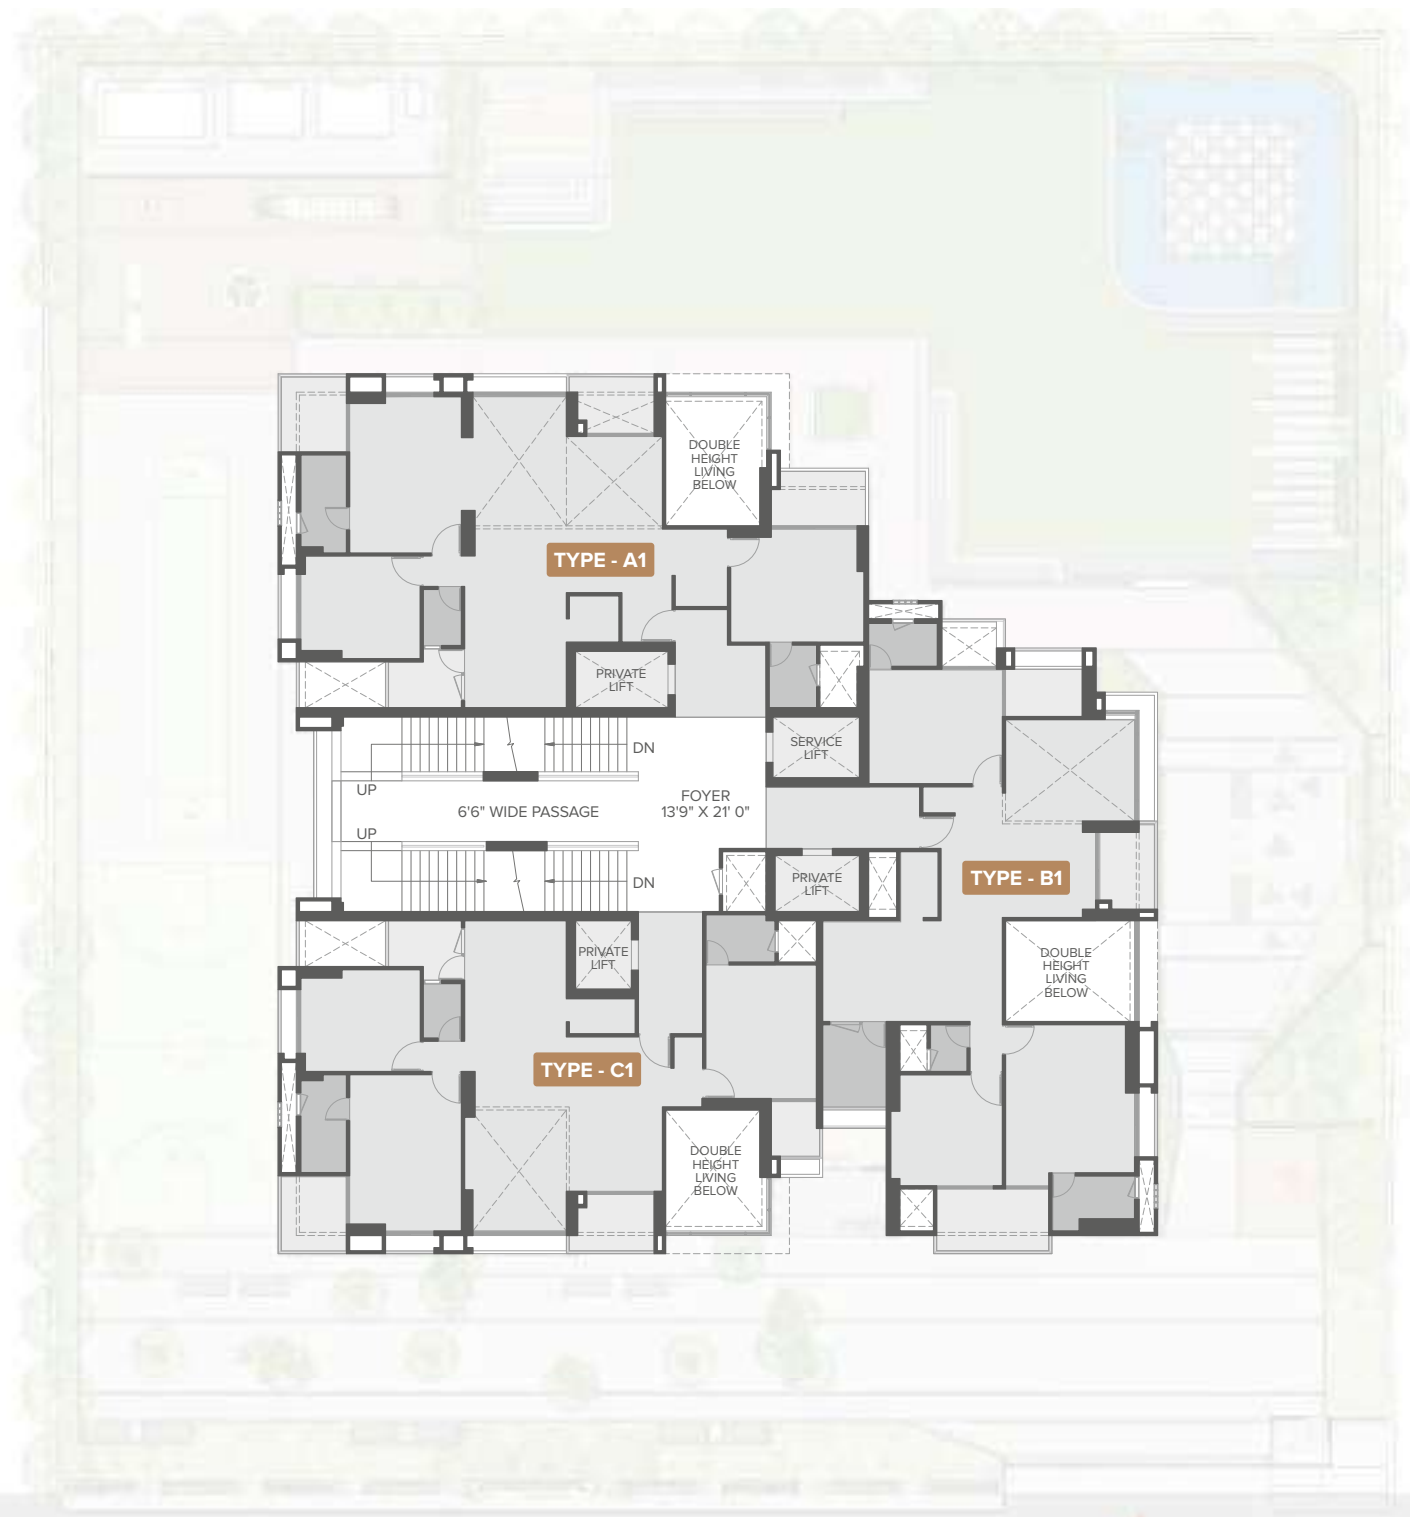 DOUBLE
HEIGHT
LIVING
BELOW
TYPE - A1
PRIVATE
LIFT
SERVICE
LIFT
DN
UP
FOYER
6'6" WIDE PASSAGE
13'9" X 21' 0"
UP
DN
PRIVATE
LIFT
TYPE - B1
PRIVATE
LIFT
DOUBLE
HEIGHT
LIVING
BELOW
TYPE - C1
DOUBLE
HEIGHT
LIVING
BELOW